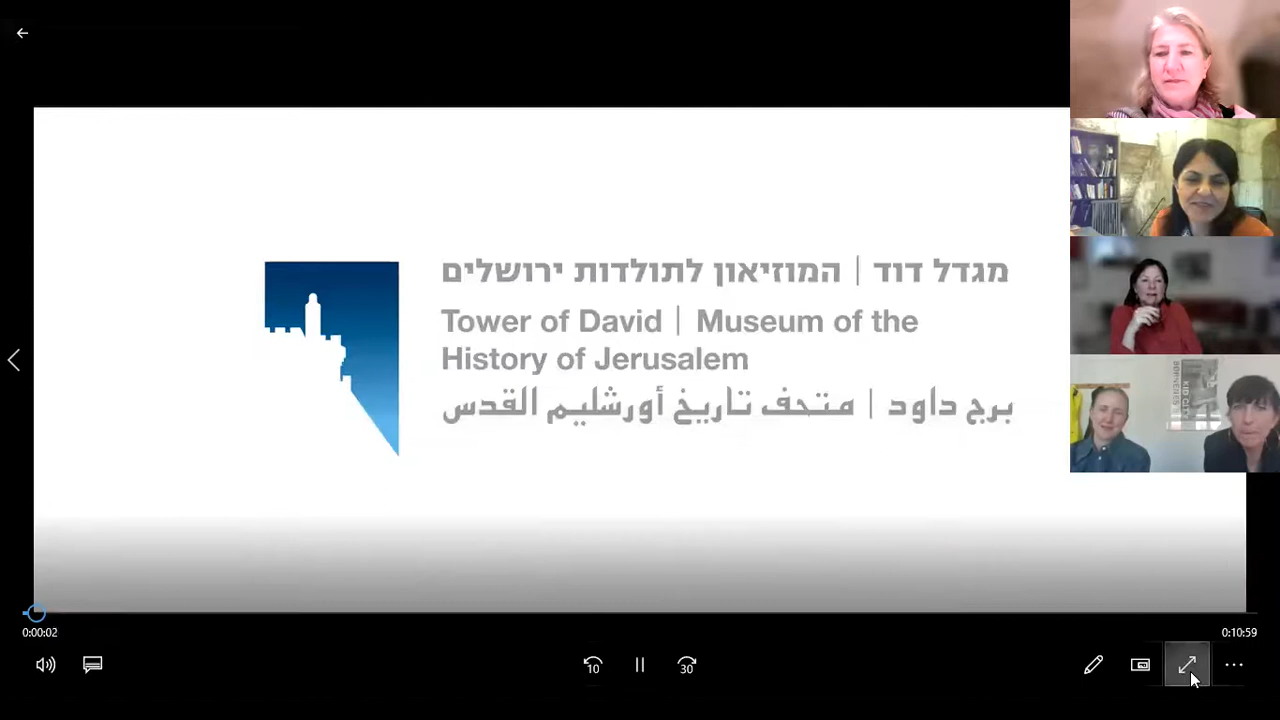 מגדל דוד | המוזיאון לתולדות ירושלים
Tower of David | Museum of the
History of Jerusalem
برج داود | متحف تاريخ أورشليم القدس
0:00:02
0:10:59
10
30